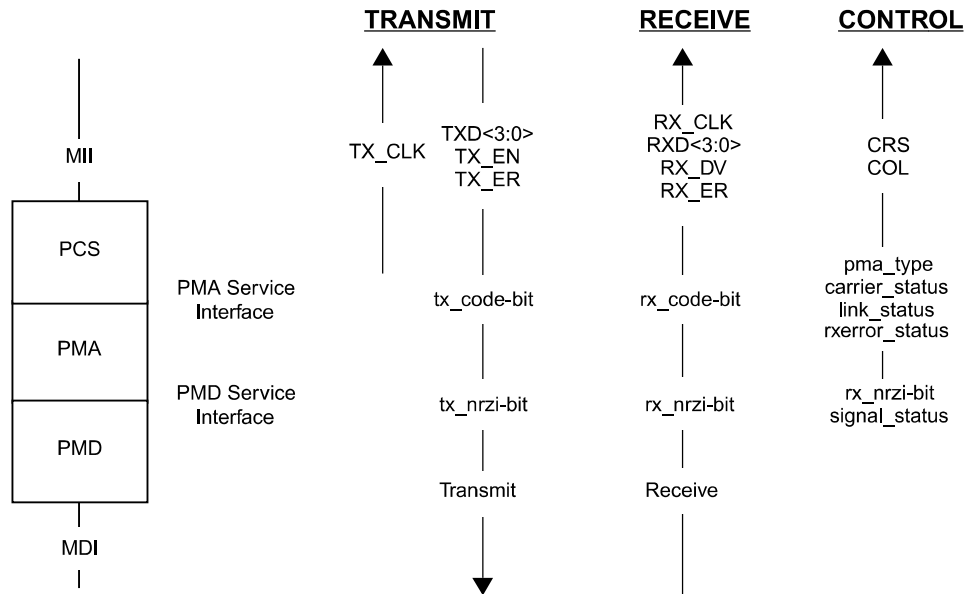 TRANSMIT
RECEIVE
CONTROL
MII
TX_CLK
TXD<3:0>
TX_EN
TX_ER
RX_CLK
RXD<3:0>
RX_DV
RX_ER
CRS
COL
PCS
PMA Service
Interface
tx_code-bit
rx_code-bit
pma_type
carrier_status
link_status
rxerror_status
PMA
PMD Service
Interface
tx_nrzi-bit
rx_nrzi-bit
rx_nrzi-bit
signal_status
PMD
Transmit
Receive
MDI